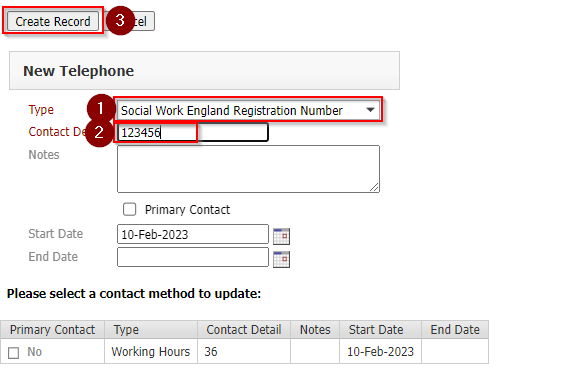 Create Record 3 cel
New Telephone
Type 1 Social Work England Registration Number
Contact De 2 123456
Notes
Primary Contact
Start Date 10-Feb-2023
End Date
Please select a contact method to update:
Primary Contact Type Contact Detail Notes Start Date End Date
No Working Hours 36 10-Feb-2023